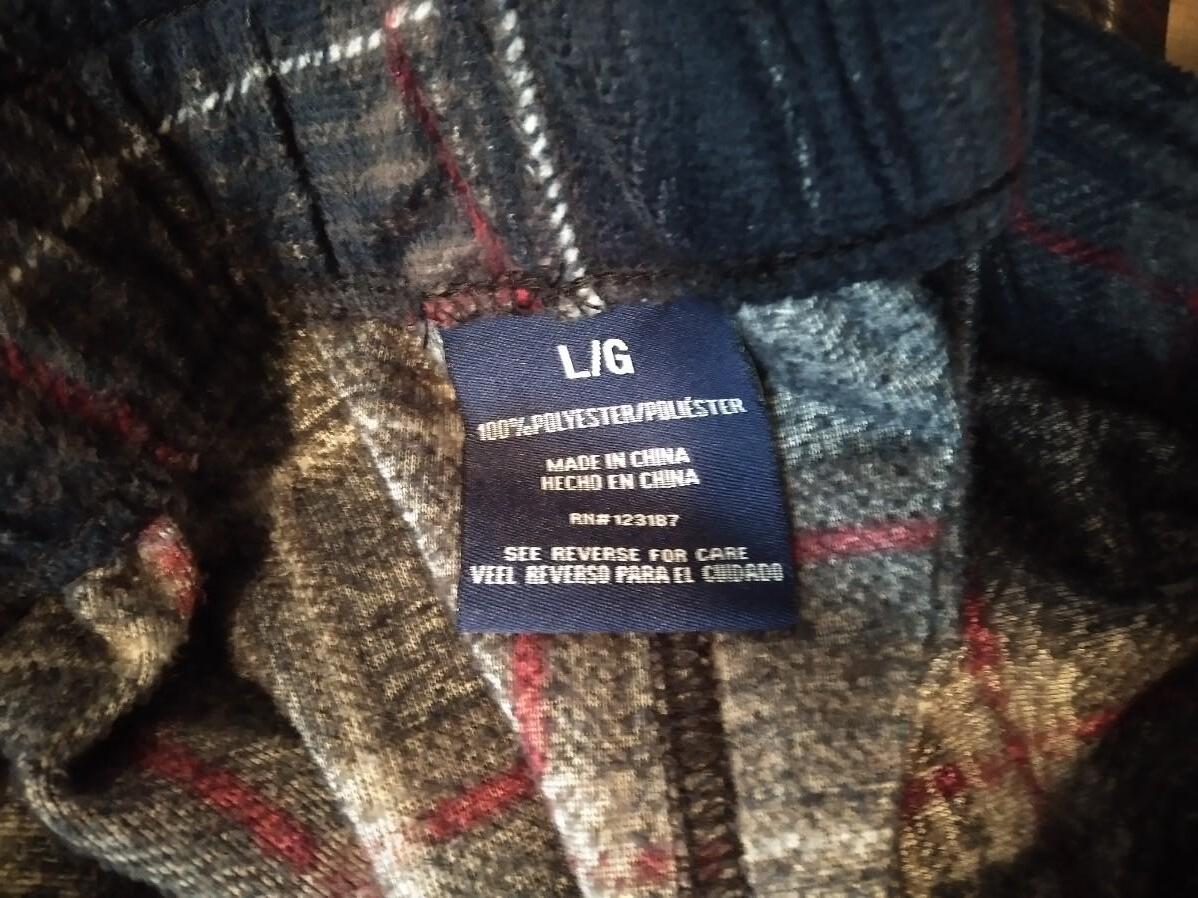 L/G
100%POLYESTER/POLIÉSTER
MADE IN CHINA
HECHO EN CHINA
RN#123187
SEE REVERSE FOR CARE
VEEL REVERSO PARA EL CUIDADO